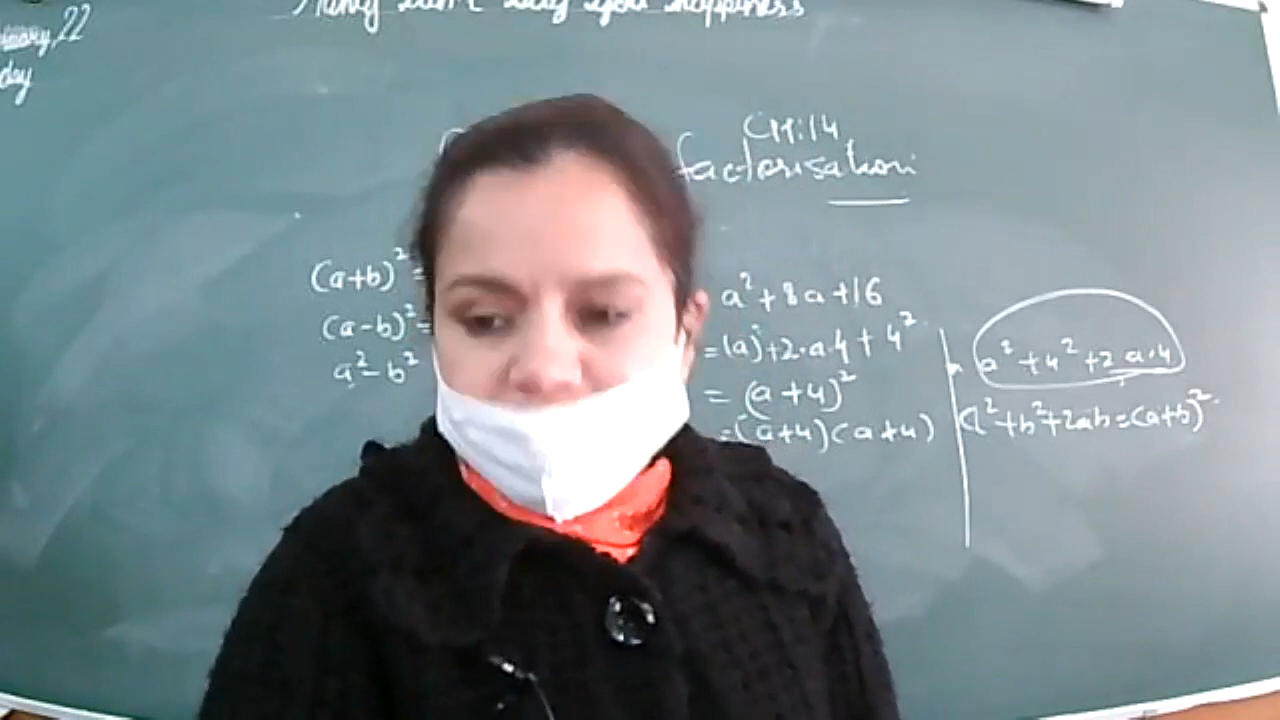 Money can't buy you happiness
22
day
CH:14
factorisation
(a+b)² =
(a-b)² =
a² - b²
a² + 8a + 16
= (a)² + 2·a·4 + 4²
= (a+4)²
= (a+4)(a+4)
a² + 4² + 2 a·4
a² + b² + 2ab = (a+b)²